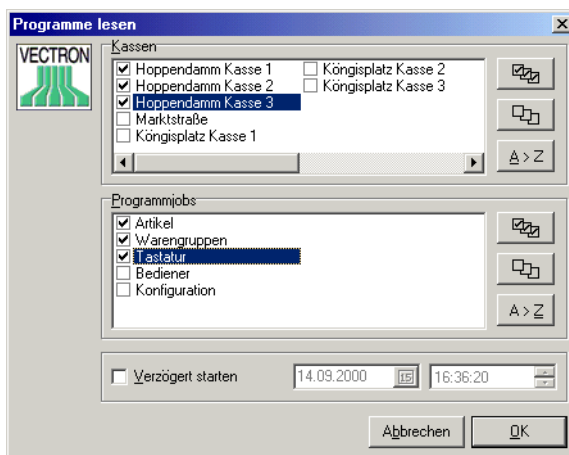 Programme lesen
VECTRON
Kassen
Hoppendamm Kasse 1
Hoppendamm Kasse 2
Hoppendamm Kasse 3
Marktstraße
Köngisplatz Kasse 1
Köngisplatz Kasse 2
Köngisplatz Kasse 3
A > Z
Programmjobs
Artikel
Warengruppen
Tastatur
Bediener
Konfiguration
A > Z
Verzögert starten 14.09.2000 15 16:36:20
Abbrechen OK